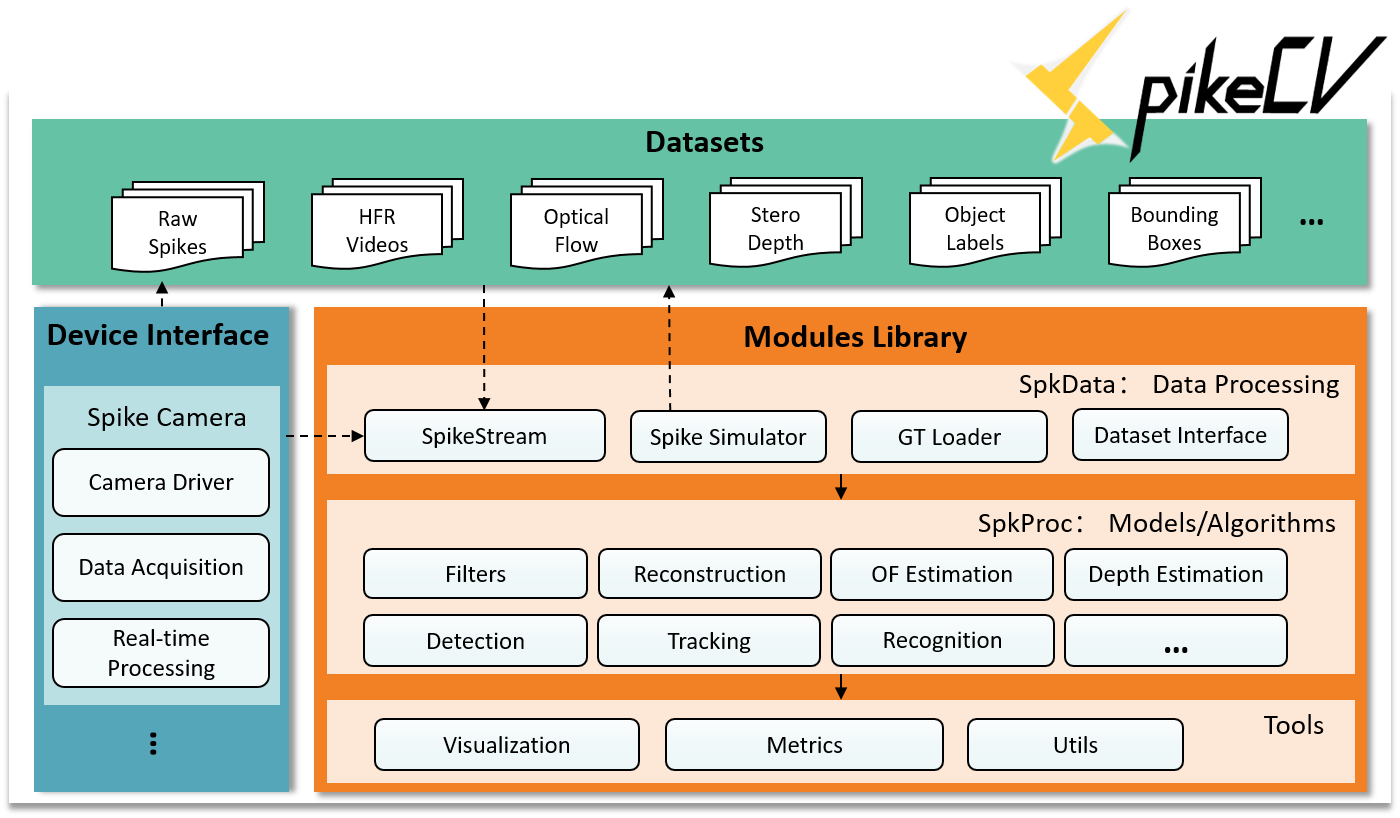 SpikeCV
Datasets
Raw
Spikes
HFR
Videos
Optical
Flow
Stero
Depth
Object
Labels
Bounding
Boxes
...
Device Interface
Spike Camera
Camera Driver
Data Acquisition
Real-time
Processing
...
Modules Library
SpkData： Data Processing
SpikeStream
Spike Simulator
GT Loader
Dataset Interface
SpkProc： Models/Algorithms
Filters
Reconstruction
OF Estimation
Depth Estimation
Detection
Tracking
Recognition
...
Tools
Visualization
Metrics
Utils